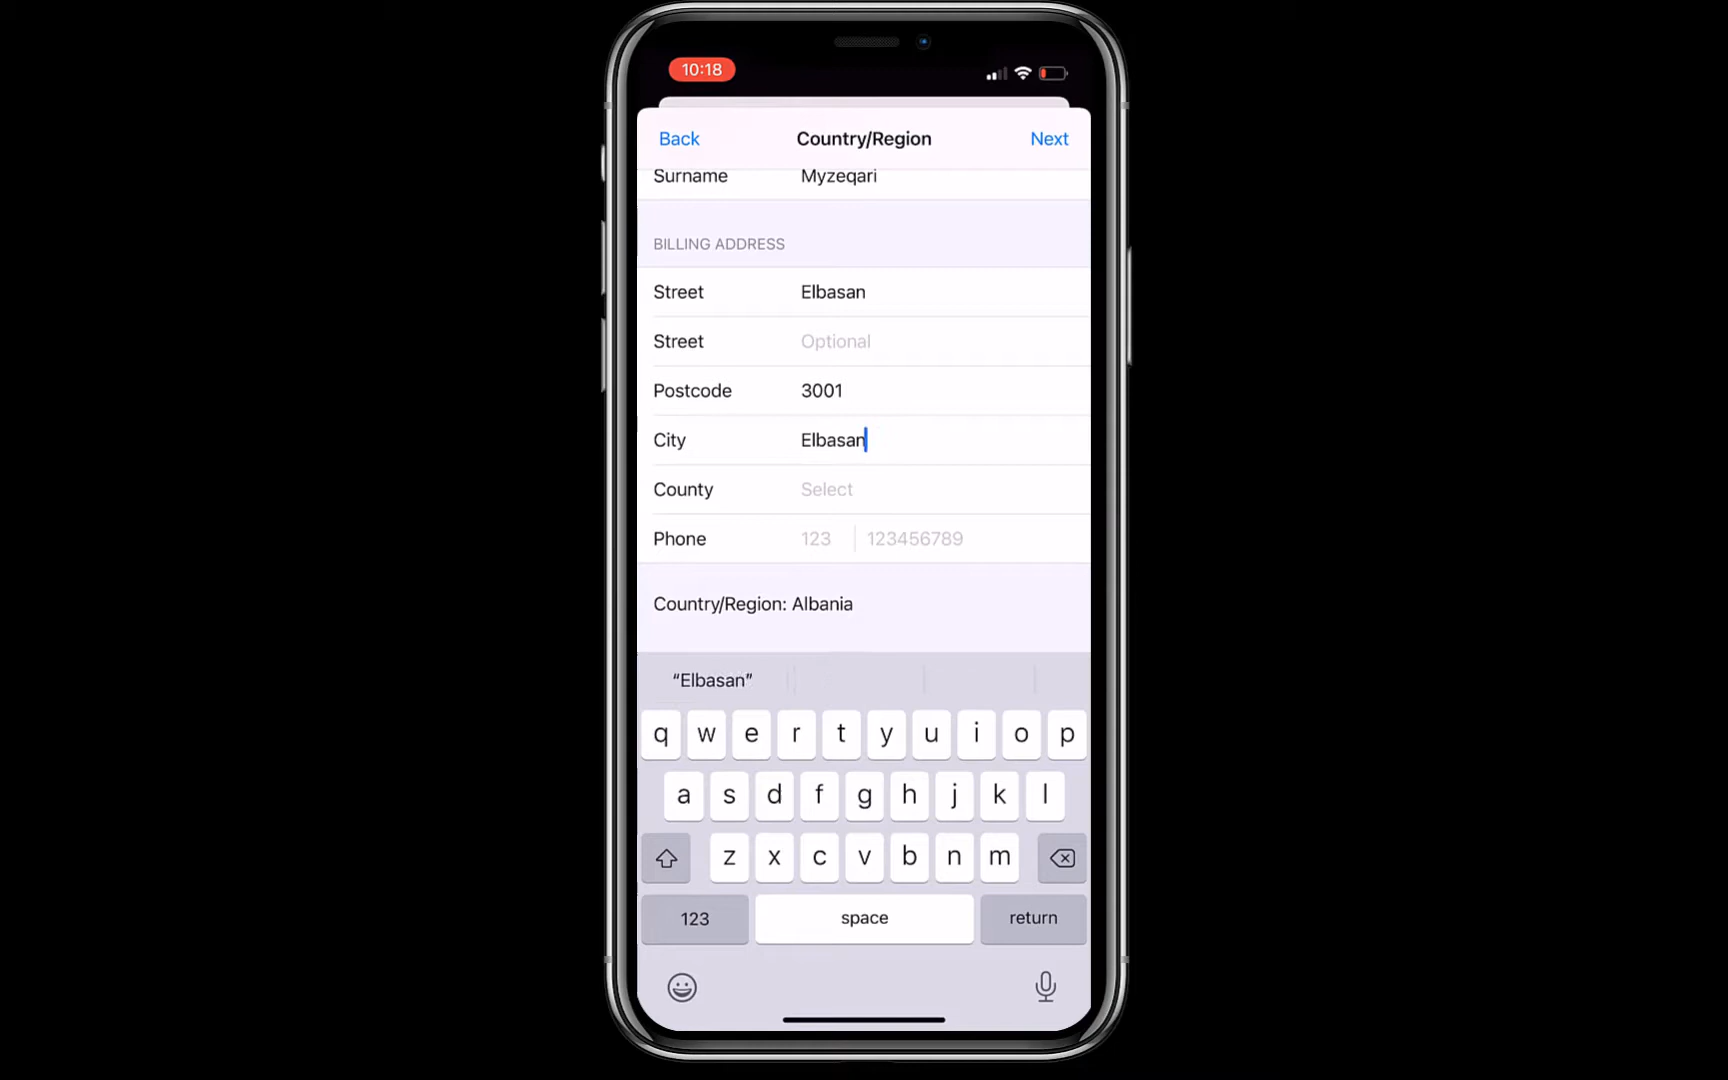 10:18
Back Country/Region Next
Surname Myzeqari
BILLING ADDRESS
Street Elbasan
Street Optional
Postcode 3001
City Elbasan
County Select
Phone 123 123456789
Country/Region: Albania
“Elbasan”
q w e r t y u i o p
a s d f g h j k l
z x c v b n m
123 space return